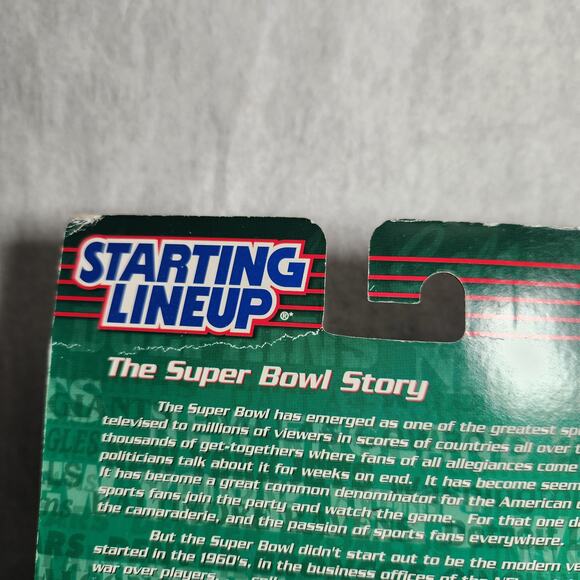 STARTING
LINEUP®*
The Super Bowl Story
The Super Bowl has emerged as one of the greatest
televised to millions of viewers in scores of countries all over
thousands of get-togethers where fans of all allegiances come
politicians talk about it for weeks on end. It has become
It has become a great common denominator for the American
sports fans join the party and watch the game. For that one
the camaraderie, and the passion of sports fans everywhere.
But the Super Bowl didn't start out to be the modern
started in the 1960's, in the business offices of the
war over players